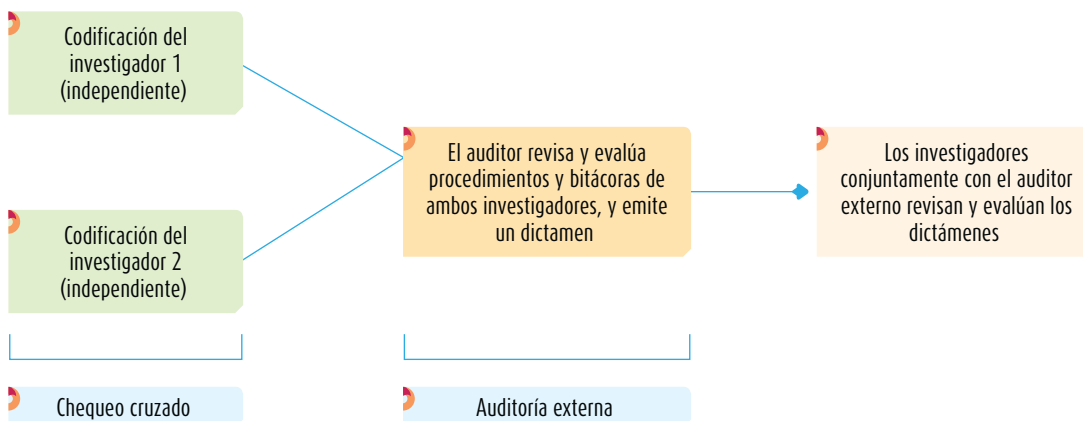 Codificación del
investigador 1
(independiente)
Codificación del
investigador 2
(independiente)
El auditor revisa y evalúa
procedimientos y bitácoras de
ambos investigadores, y emite
un dictamen
Los investigadores
conjuntamente con el auditor
externo revisan y evalúan los
dictámenes
Chequeo cruzado
Auditoría externa